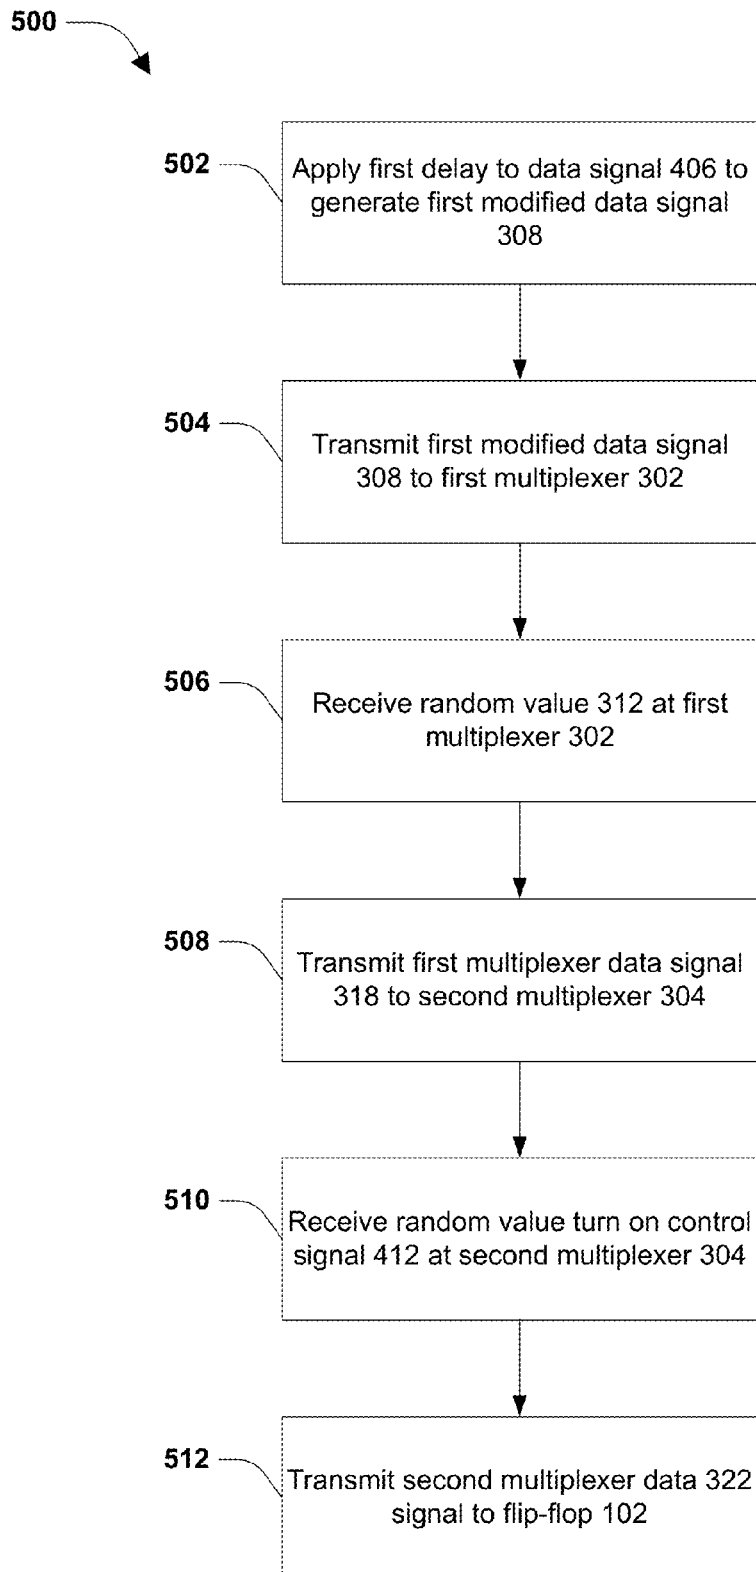 500
502
Apply first delay to data signal 406 to
generate first modified data signal
308
504
Transmit first modified data signal
308 to first multiplexer 302
506
Receive random value 312 at first
multiplexer 302
508
Transmit first multiplexer data signal
318 to second multiplexer 304
510
Receive random value turn on control
signal 412 at second multiplexer 304
512
Transmit second multiplexer data 322
signal to flip-flop 102